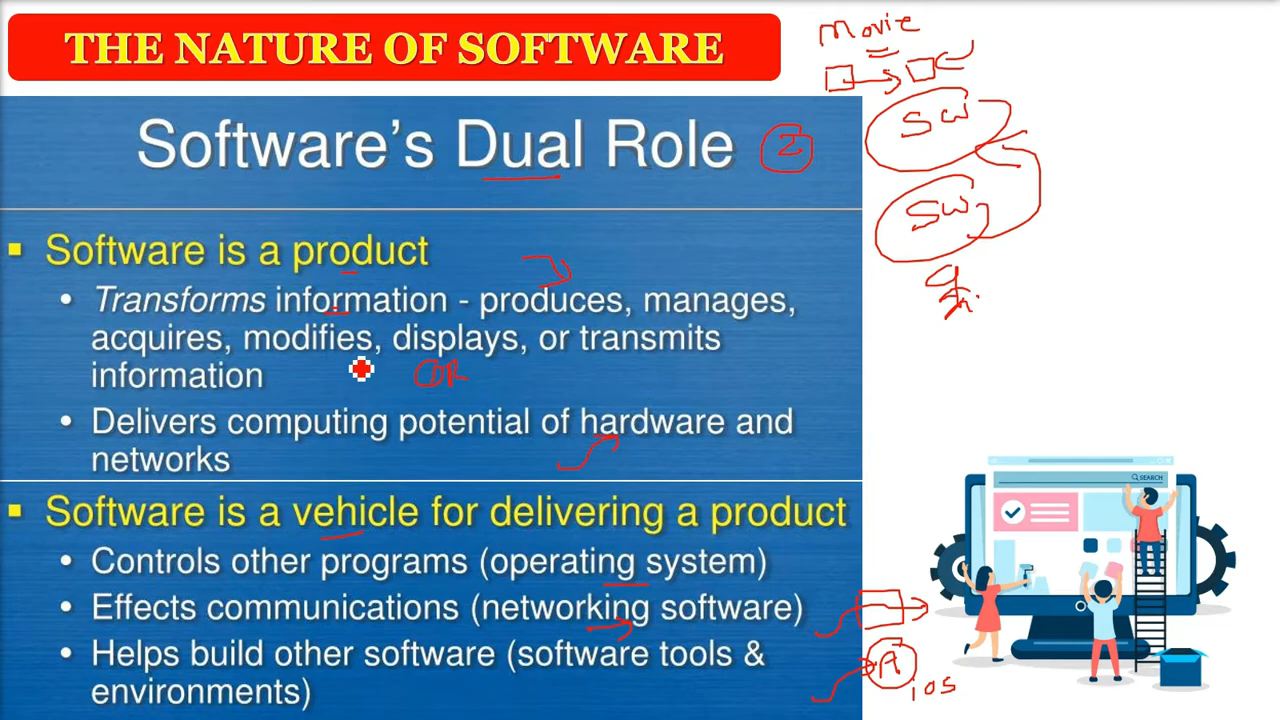 THE NATURE OF SOFTWARE
Movie
Software's Dual Role
2
SW
SW
▪ Software is a product
• Transforms information - produces, manages,
acquires, modifies, displays, or transmits
information
OR
• Delivers computing potential of hardware and
networks
▪ Software is a vehicle for delivering a product
• Controls other programs (operating system)
• Effects communications (networking software)
• Helps build other software (software tools &
environments)
A
ios
SEARCH